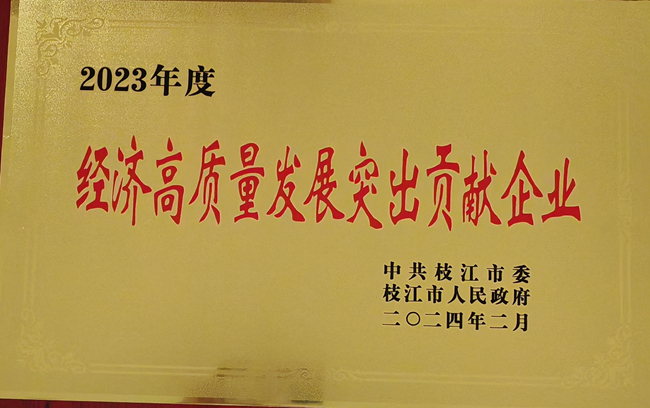 2023年度
经济高质量发展突出贡献企业
中共枝江市委
枝江市人民政府
二〇二四年二月